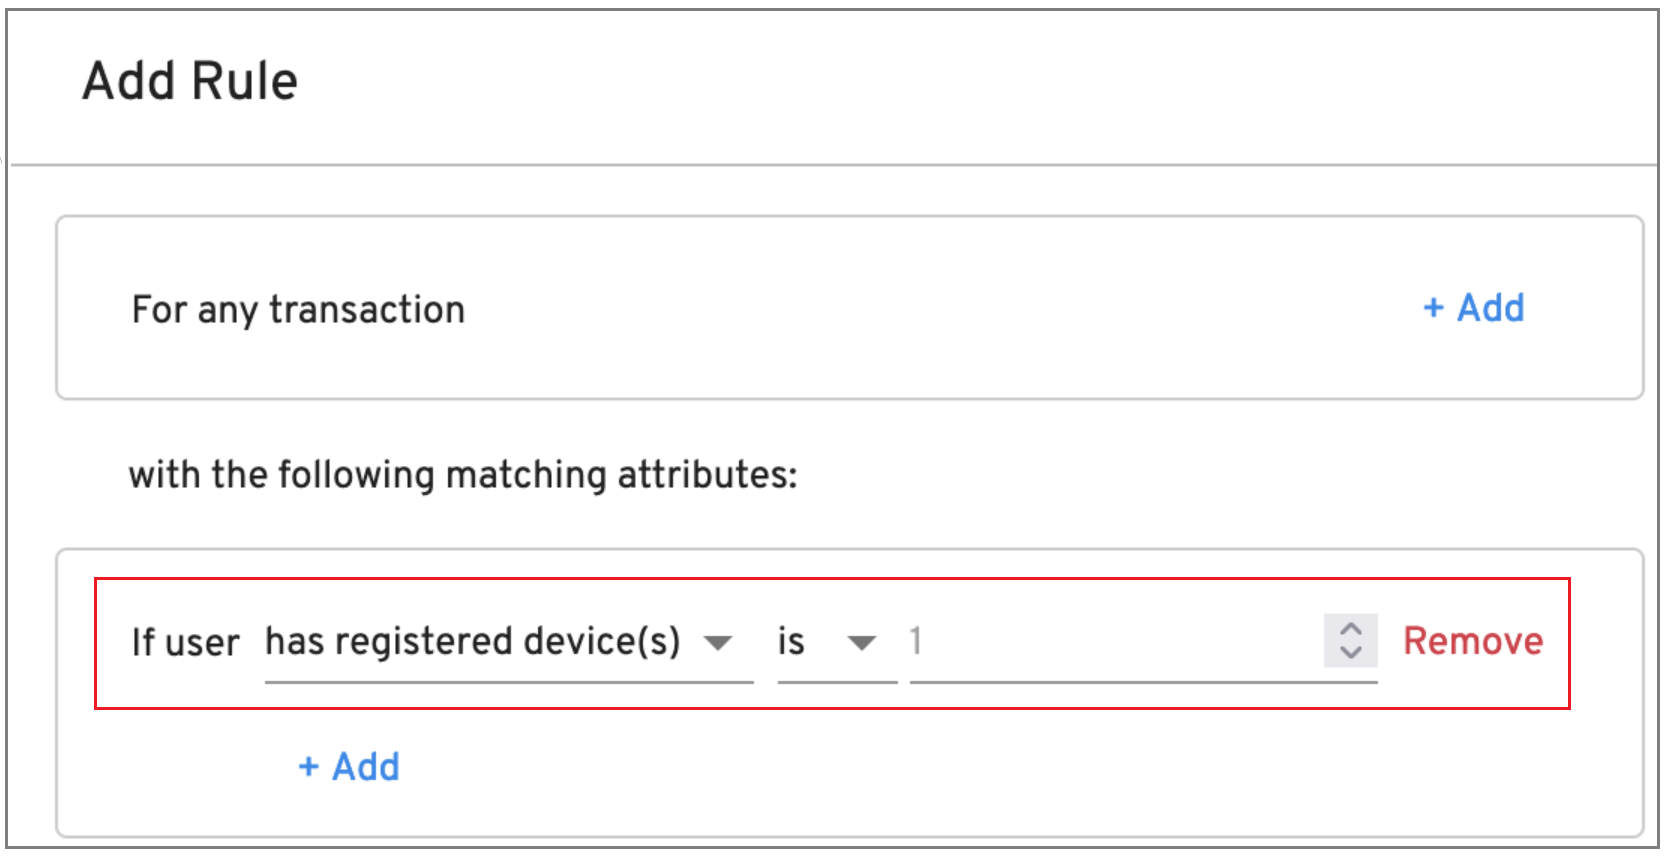 Add Rule
For any transaction + Add
with the following matching attributes:
If user has registered device(s) is 1 Remove
+ Add